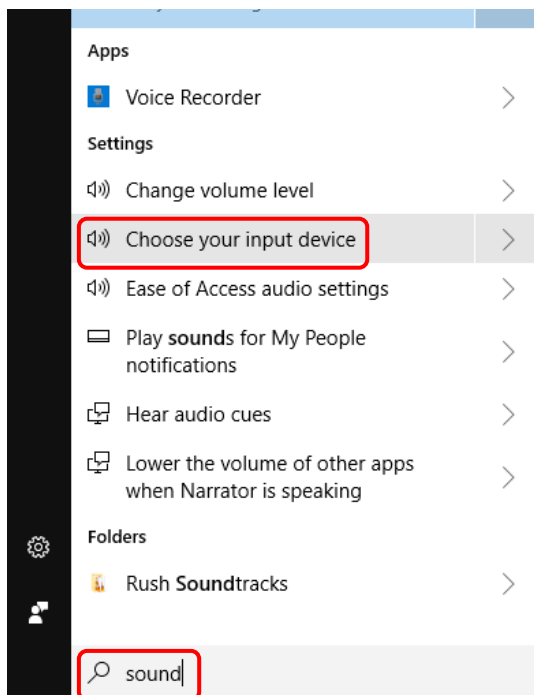 Apps
Voice Recorder
Settings
Change volume level
Choose your input device
Ease of Access audio settings
Play sounds for My People
notifications
Hear audio cues
Lower the volume of other apps
when Narrator is speaking
Folders
Rush Soundtracks
sound